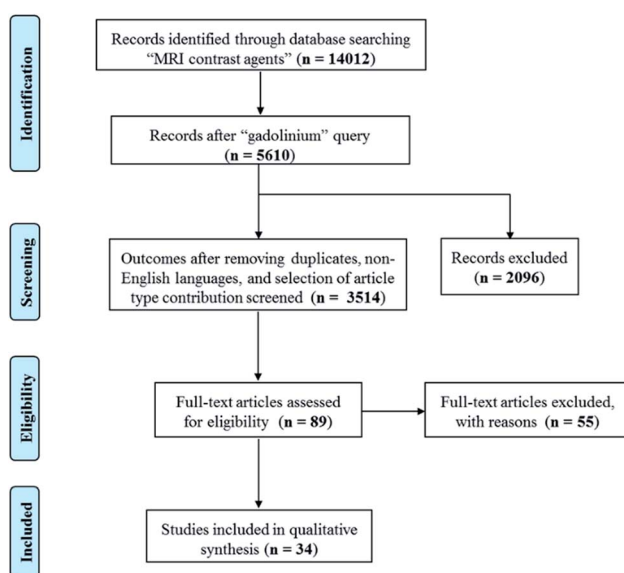 Identification
Records identified through database searching
“MRI contrast agents” (n = 14012)
Records after “gadolinium” query
(n = 5610)
Screening
Outcomes after removing duplicates, non-
English languages, and selection of article
type contribution screened (n = 3514)
Records excluded
(n = 2096)
Eligibility
Full-text articles assessed
for eligibility (n = 89)
Full-text articles excluded,
with reasons (n = 55)
Included
Studies included in qualitative
synthesis (n = 34)